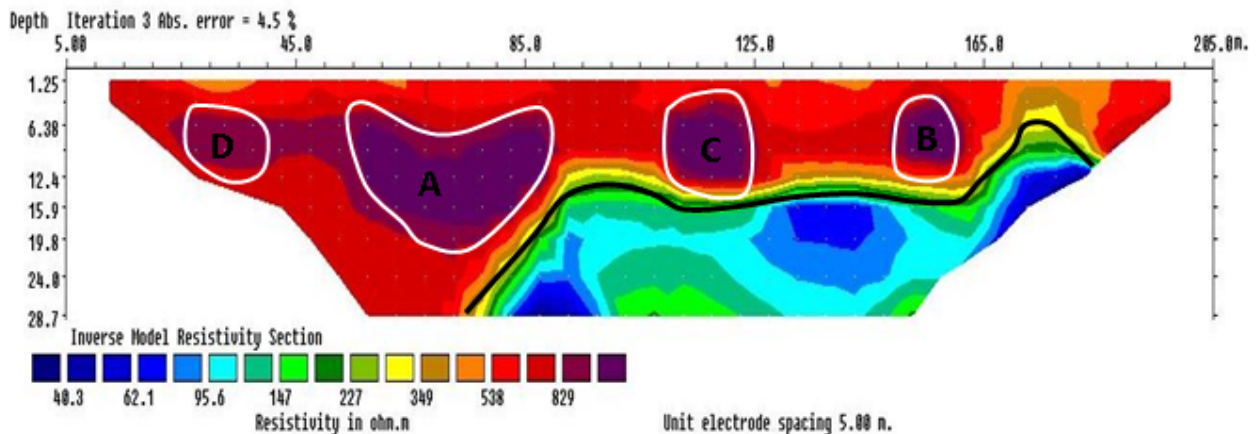 Depth Iteration 3 Abs. error = 4.5 %
5.00 45.0 85.0 125.0 165.0 205.0m.
1.25
6.38
12.4
15.9
19.8
24.0
28.7
D
A
C
B
Inverse Model Resistivity Section
40.3 62.1 95.6 147 227 349 538 829
Resistivity in ohm.m
Unit electrode spacing 5.00 m.